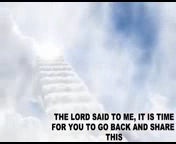 THE LORD SAID TO ME, IT IS TIME
FOR YOU TO GO BACK AND SHARE
THIS